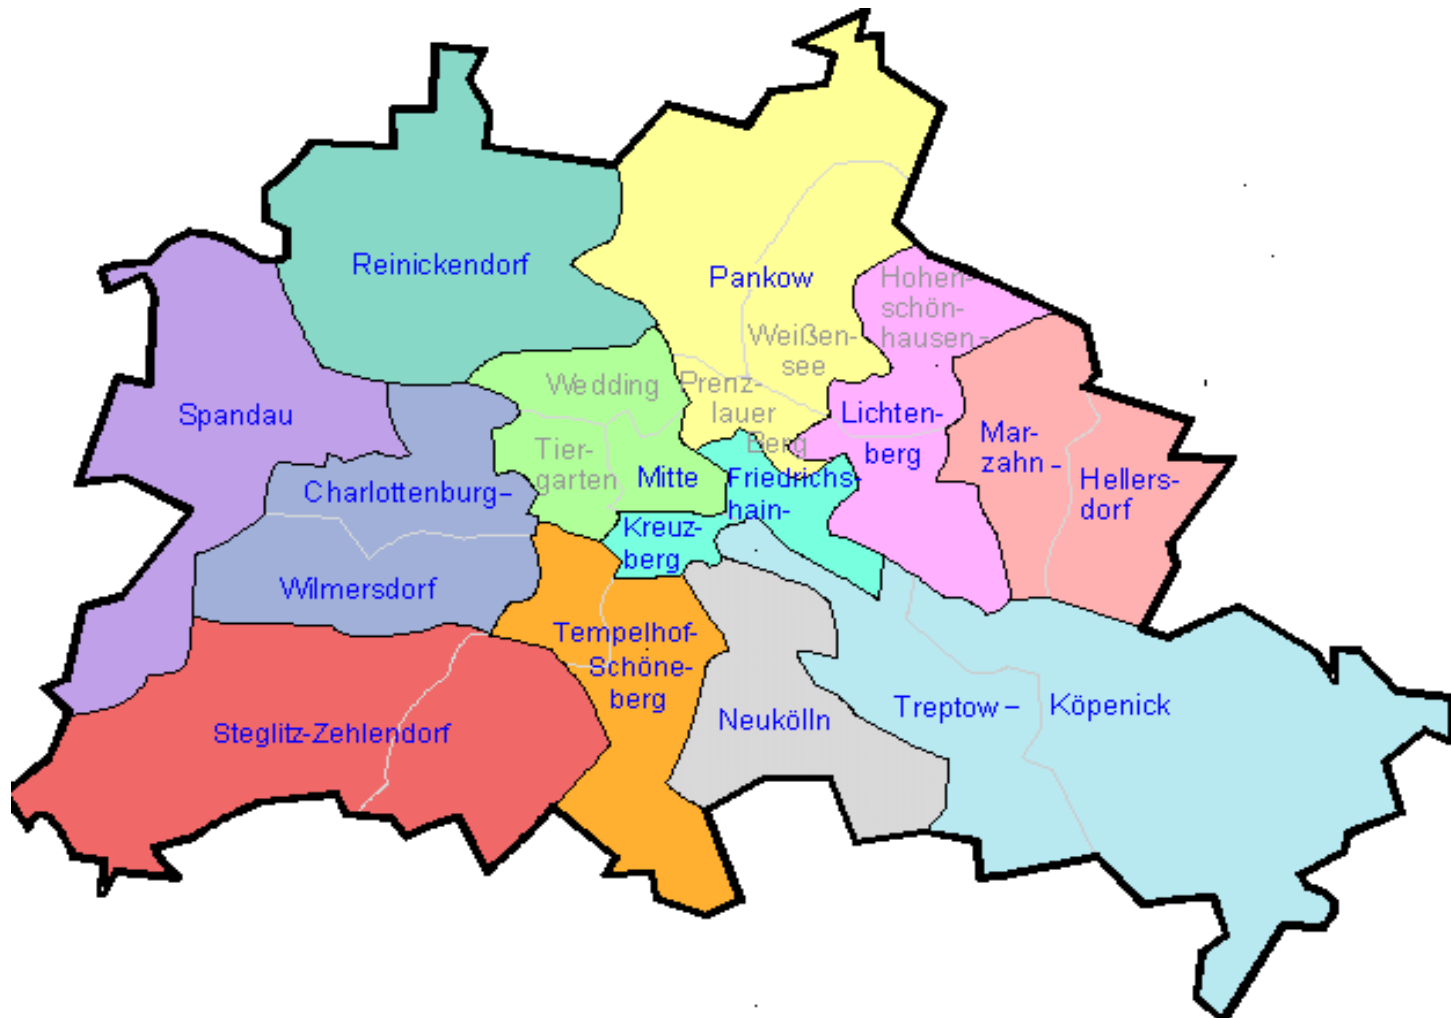 Reinickendorf
Pankow
Hohen-
schön-
hausen-
Weißen-
see
Wedding
Prenz-
lauer
Berg
Spandau
Lichten-
berg
Mar-
zahn -
Hellers-
dorf
Tier-
garten
Mitte
Friedrichs-
hain-
Charlottenburg–
Kreuz-
berg
Wilmersdorf
Tempelhof-
Schöne-
berg
Steglitz-Zehlendorf
Neukölln
Treptow –
Köpenick